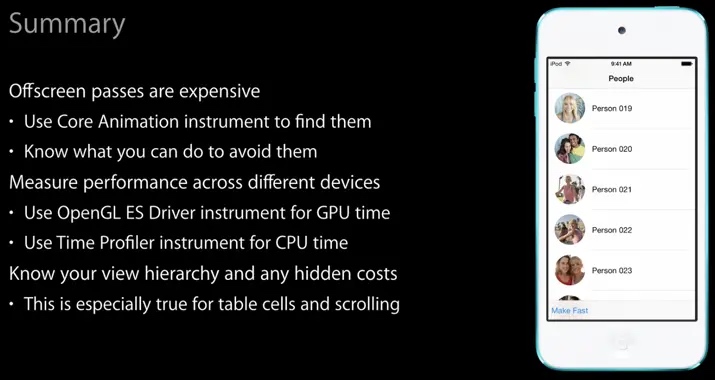 Summary
Offscreen passes are expensive
• Use Core Animation instrument to find them
• Know what you can do to avoid them
Measure performance across different devices
• Use OpenGL ES Driver instrument for GPU time
• Use Time Profiler instrument for CPU time
Know your view hierarchy and any hidden costs
• This is especially true for table cells and scrolling
iPod 9:41 AM
People
Person 019
Person 020
Person 021
Person 022
Person 023
Make Fast